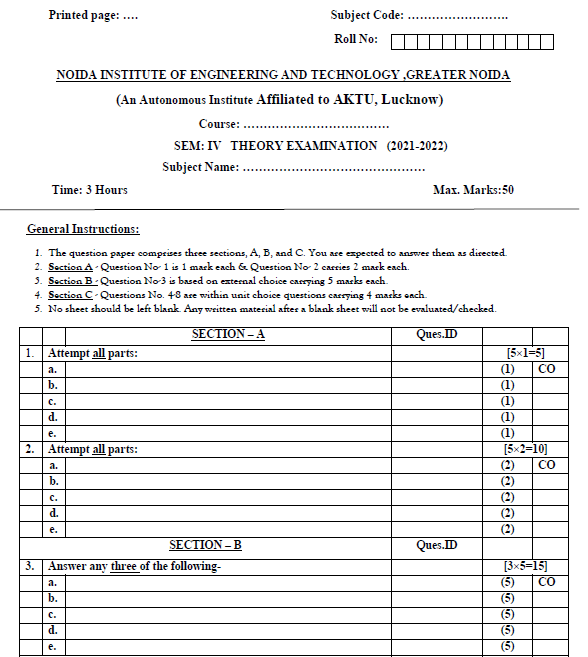 Printed page: ....
Subject Code: .........................
Roll No:
NOIDA INSTITUTE OF ENGINEERING AND TECHNOLOGY ,GREATER NOIDA
(An Autonomous Institute Affiliated to AKTU, Lucknow)
Course: ....................................
SEM: IV THEORY EXAMINATION (2021-2022)
Subject Name: .............................................
Time: 3 Hours
Max. Marks:50
General Instructions:
1. The question paper comprises three sections, A, B, and C. You are expected to answer them as directed.
2. Section A - Question No- 1 is 1 mark each & Question No- 2 carries 2 mark each.
3. Section B - Question No-3 is based on external choice carrying 5 marks each.
4. Section C - Questions No. 4-8 are within unit choice questions carrying 4 marks each.
5. No sheet should be left blank. Any written material after a blank sheet will not be evaluated/checked.
SECTION – A Ques.ID
1. Attempt all parts: [5×1=5]
a. (1) CO
b. (1)
c. (1)
d. (1)
e. (1)
2. Attempt all parts: [5×2=10]
a. (2) CO
b. (2)
c. (2)
d. (2)
e. (2)
SECTION – B Ques.ID
3. Answer any three of the following- [3×5=15]
a. (5) CO
b. (5)
c. (5)
d. (5)
e. (5)